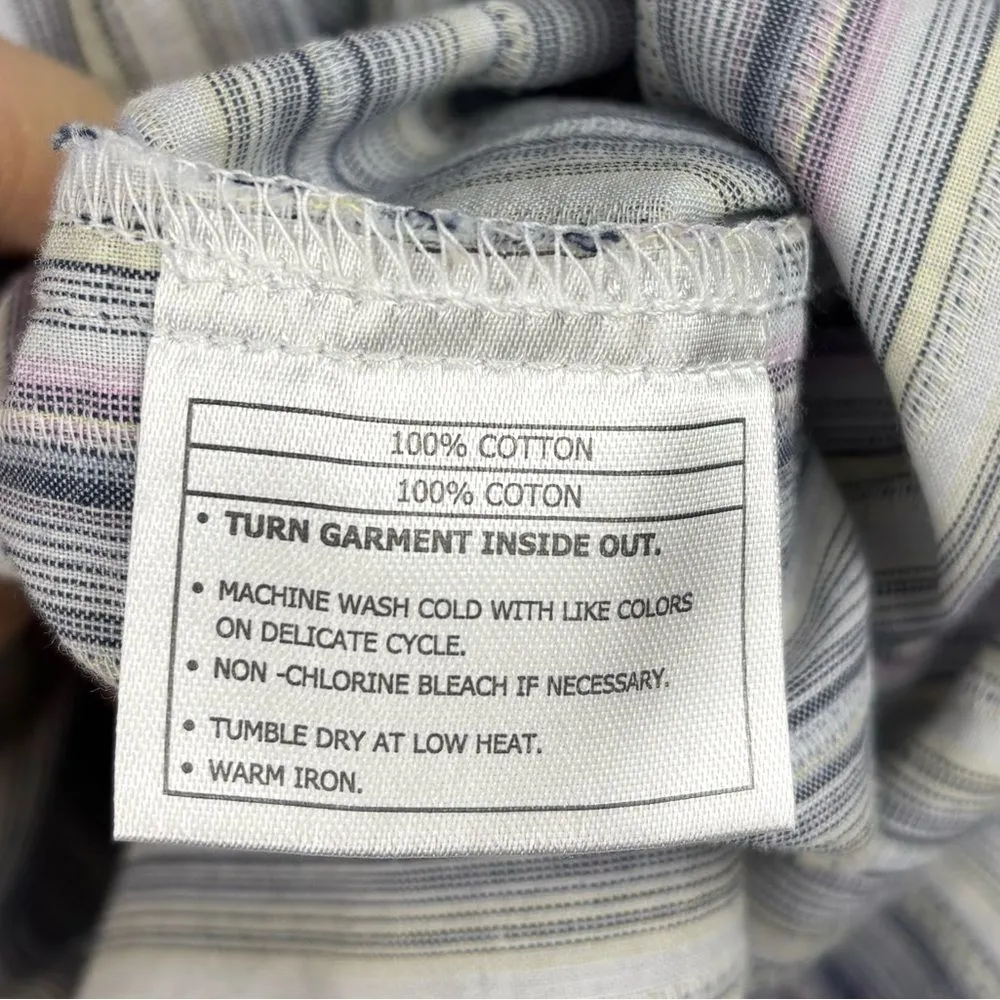 100% COTTON
100% COTON
• TURN GARMENT INSIDE OUT.
• MACHINE WASH COLD WITH LIKE COLORS
ON DELICATE CYCLE.
• NON -CHLORINE BLEACH IF NECESSARY.
• TUMBLE DRY AT LOW HEAT.
• WARM IRON.